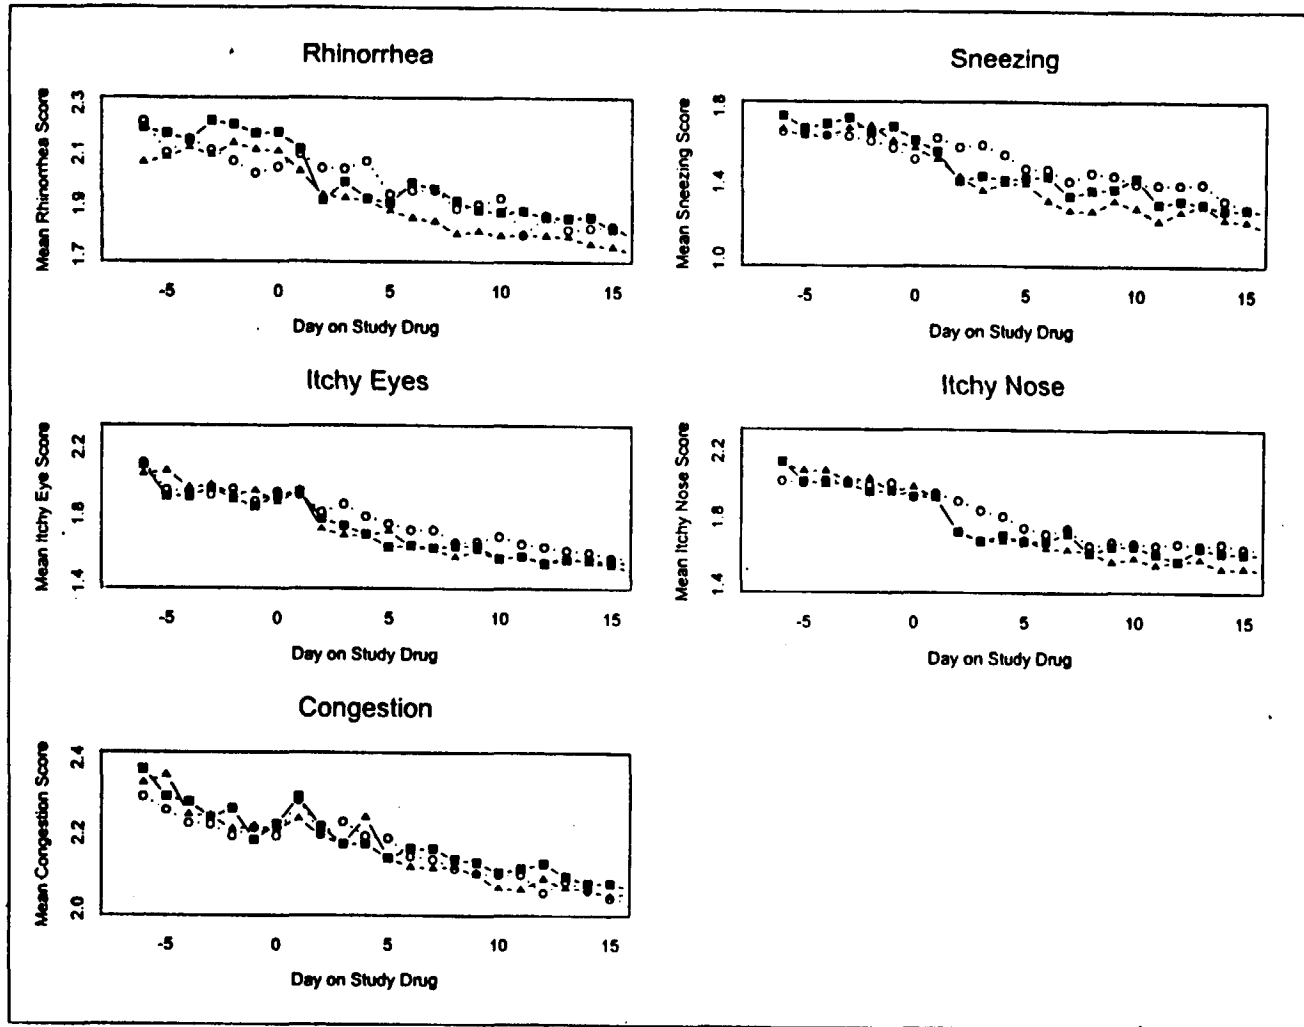 Rhinorrhea
Mean Rhinorrhea Score
2.3
2.1
1.9
1.7
-5 0 5 10 15
Day on Study Drug
Sneezing
Mean Sneezing Score
1.8
1.4
1.0
-5 0 5 10 15
Day on Study Drug
Itchy Eyes
Mean Itchy Eye Score
2.2
1.8
1.4
-5 0 5 10 15
Day on Study Drug
Itchy Nose
Mean Itchy Nose Score
2.2
1.8
1.4
-5 0 5 10 15
Day on Study Drug
Congestion
Mean Congestion Score
2.4
2.2
2.0
-5 0 5 10 15
Day on Study Drug